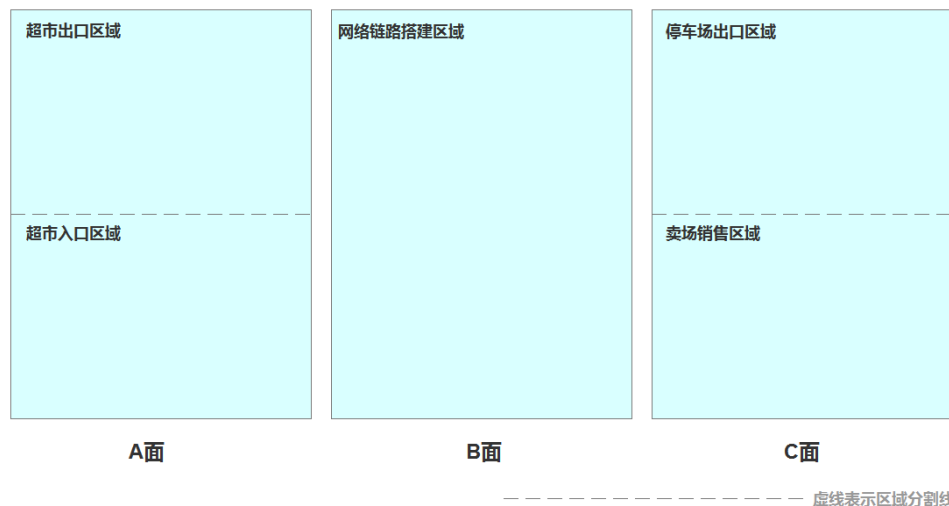 超市出口区域
网络链路搭建区域
停车场出口区域
超市入口区域
卖场销售区域
A面
B面
C面
虚线表示区域分割线